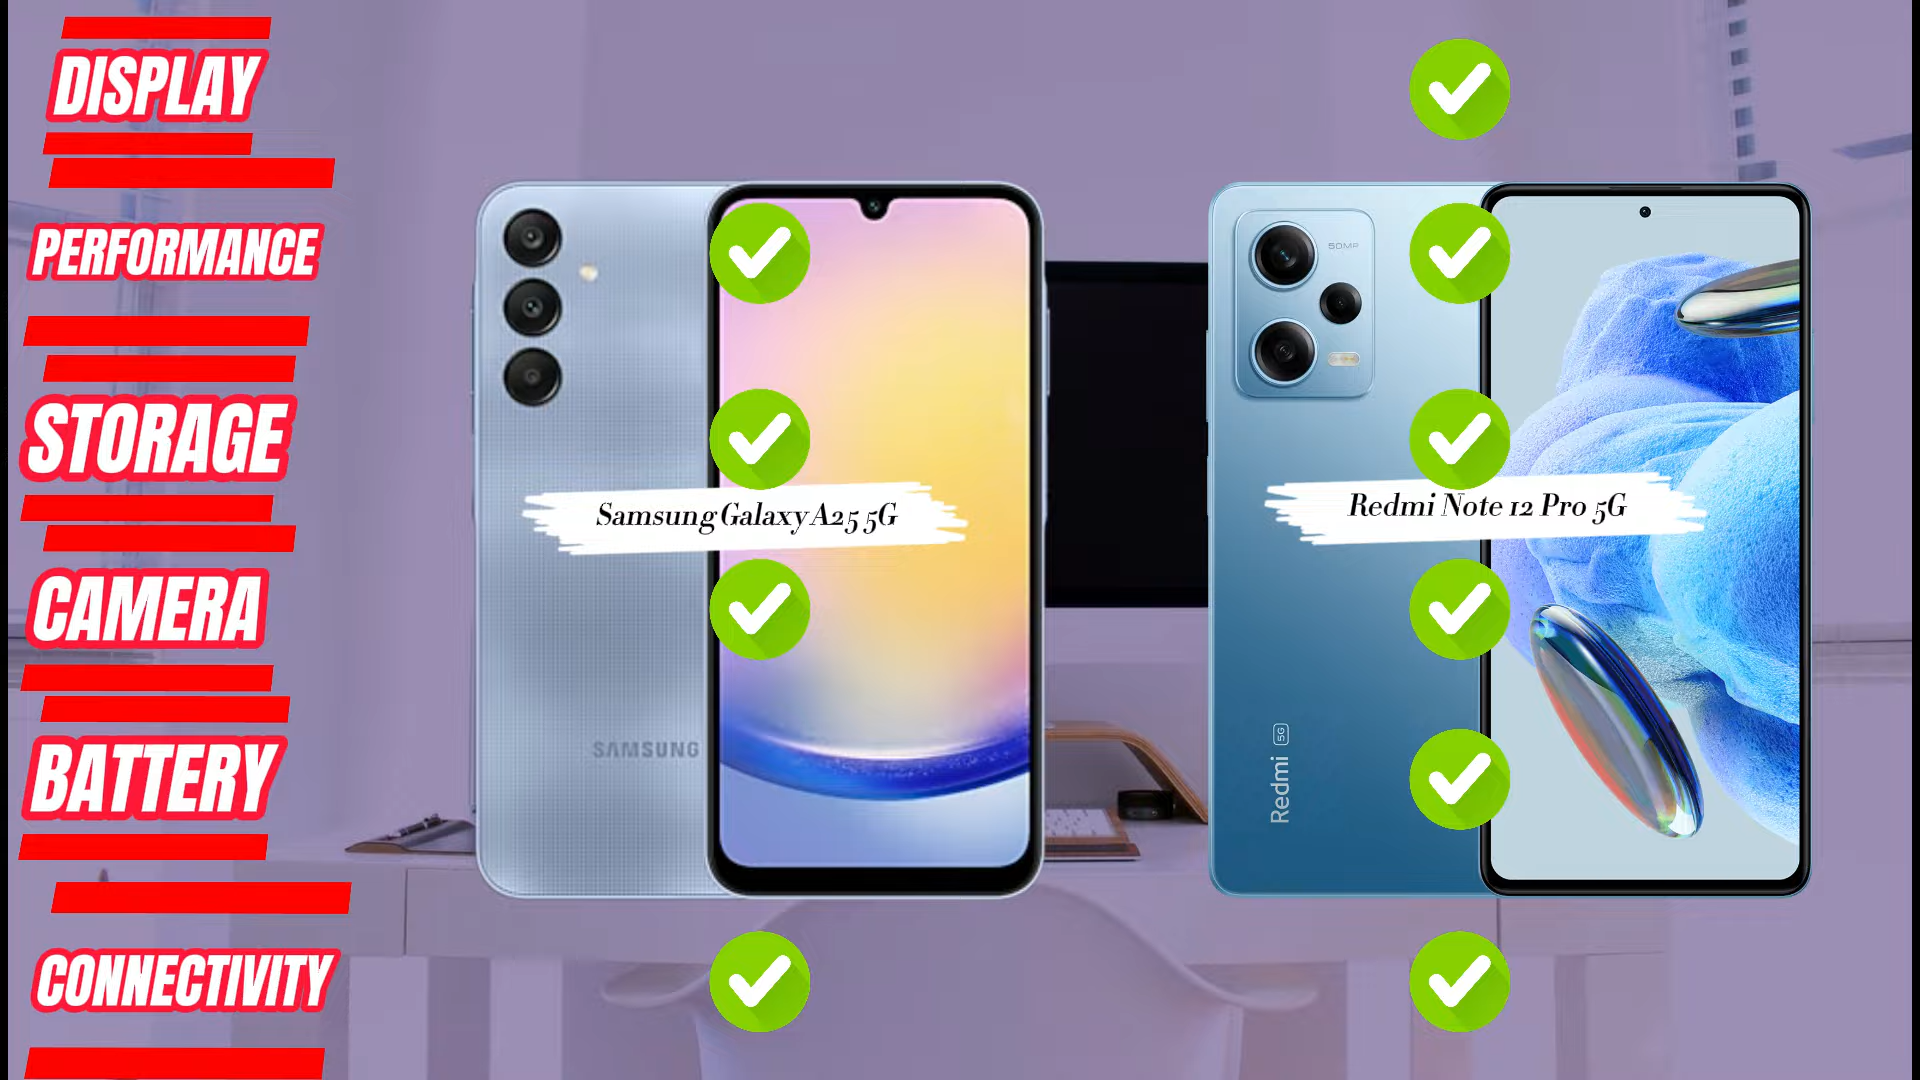 DISPLAY
PERFORMANCE
STORAGE
CAMERA
BATTERY
CONNECTIVITY
Samsung Galaxy A25 5G
SAMSUNG
50MP
Redmi Note 12 Pro 5G
Redmi 5G